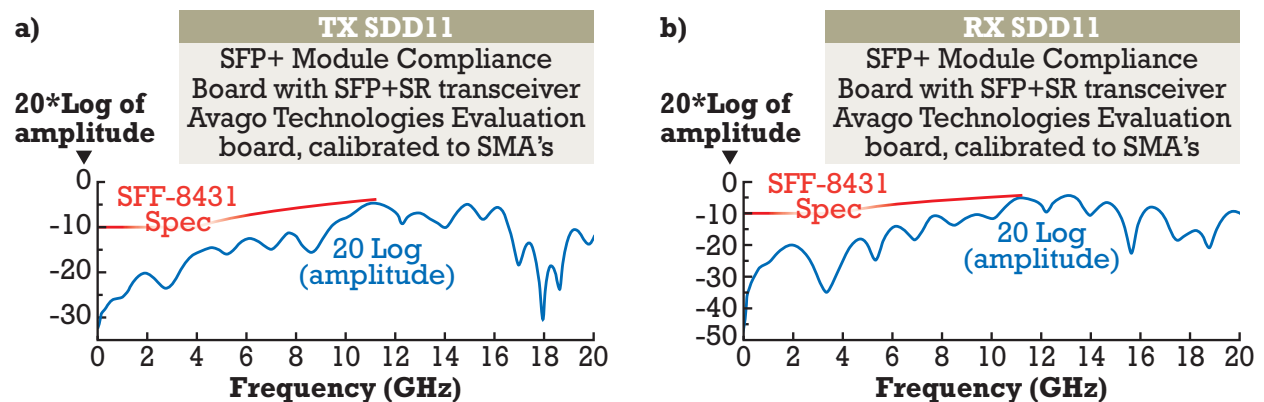 a)
TX SDD11
SFP+ Module Compliance
Board with SFP+SR transceiver
Avago Technologies Evaluation
board, calibrated to SMA's
20*Log of
amplitude
0
-10
-20
-30
SFF-8431
Spec
20 Log
(amplitude)
0 2 4 6 8 10 12 14 16 18 20
Frequency (GHz)
b)
RX SDD11
SFP+ Module Compliance
Board with SFP+SR transceiver
Avago Technologies Evaluation
board, calibrated to SMA's
20*Log of
amplitude
0
-10
-20
-30
-40
-50
SFF-8431
Spec
20 Log
(amplitude)
0 2 4 6 8 10 12 14 16 18 20
Frequency (GHz)